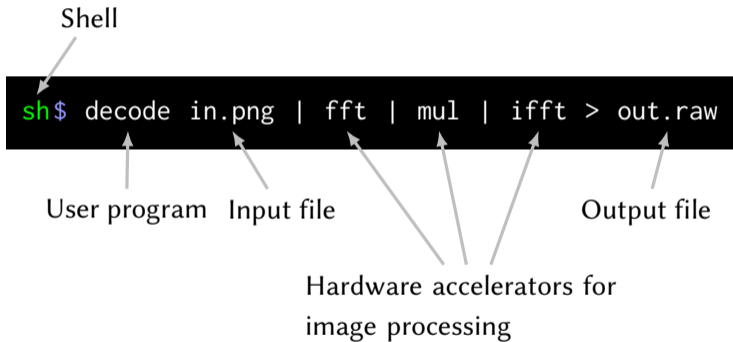 Shell
sh$ decode in.png | fft | mul | ifft > out.raw
User program Input file Output file
Hardware accelerators for
image processing